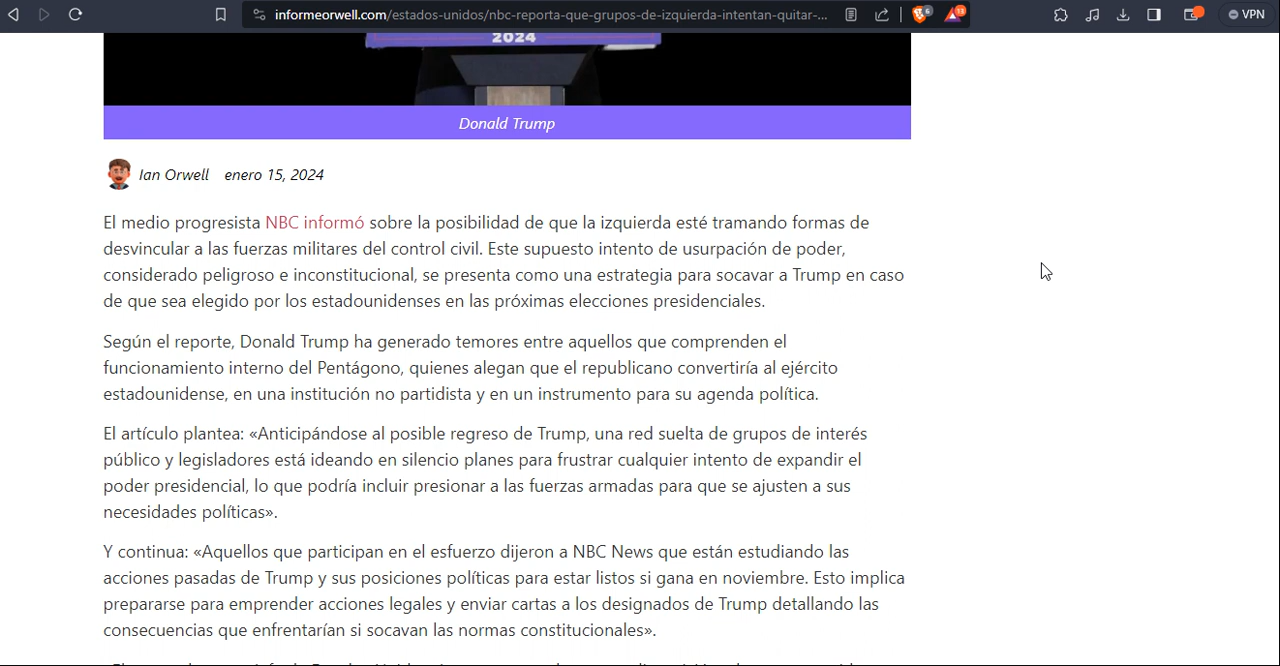 informeorwell.com/estados-unidos/nbc-reporta-que-grupos-de-izquierda-intentan-quitar-...
6
13
VPN
2024
Donald Trump
Ian Orwell enero 15, 2024
El medio progresista NBC informó sobre la posibilidad de que la izquierda esté tramando formas de
desvincular a las fuerzas militares del control civil. Este supuesto intento de usurpación de poder,
considerado peligroso e inconstitucional, se presenta como una estrategia para socavar a Trump en caso
de que sea elegido por los estadounidenses en las próximas elecciones presidenciales.
Según el reporte, Donald Trump ha generado temores entre aquellos que comprenden el
funcionamiento interno del Pentágono, quienes alegan que el republicano convertiría al ejército
estadounidense, en una institución no partidista y en un instrumento para su agenda política.
El artículo plantea: «Anticipándose al posible regreso de Trump, una red suelta de grupos de interés
público y legisladores está ideando en silencio planes para frustrar cualquier intento de expandir el
poder presidencial, lo que podría incluir presionar a las fuerzas armadas para que se ajusten a sus
necesidades políticas».
Y continua: «Aquellos que participan en el esfuerzo dijeron a NBC News que están estudiando las
acciones pasadas de Trump y sus posiciones políticas para estar listos si gana en noviembre. Esto implica
prepararse para emprender acciones legales y enviar cartas a los designados de Trump detallando las
consecuencias que enfrentarían si socavan las normas constitucionales».